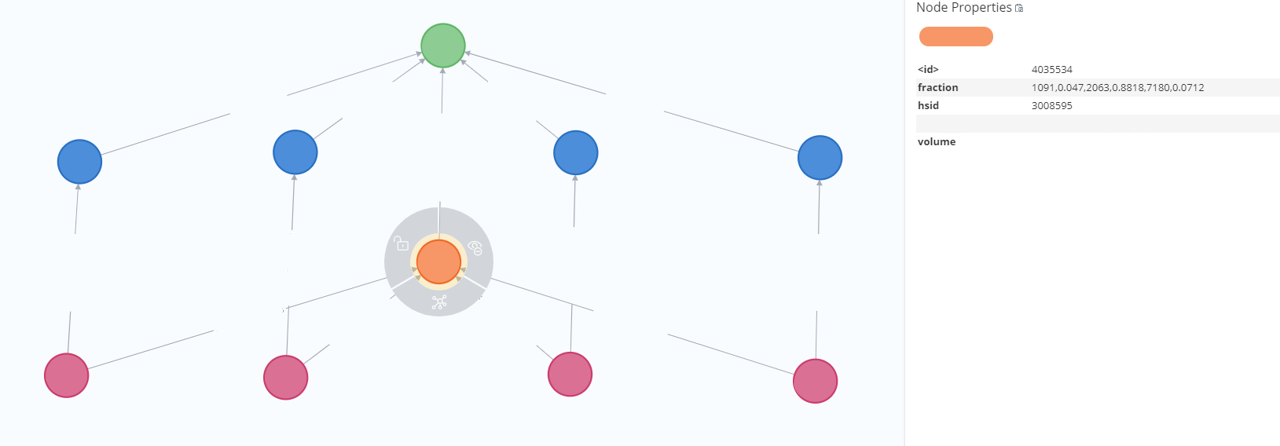 Node Properties
<id> 4035534
fraction 1091,0.047,2063,0.8818,7180,0.0712
hsid 3008595
volume